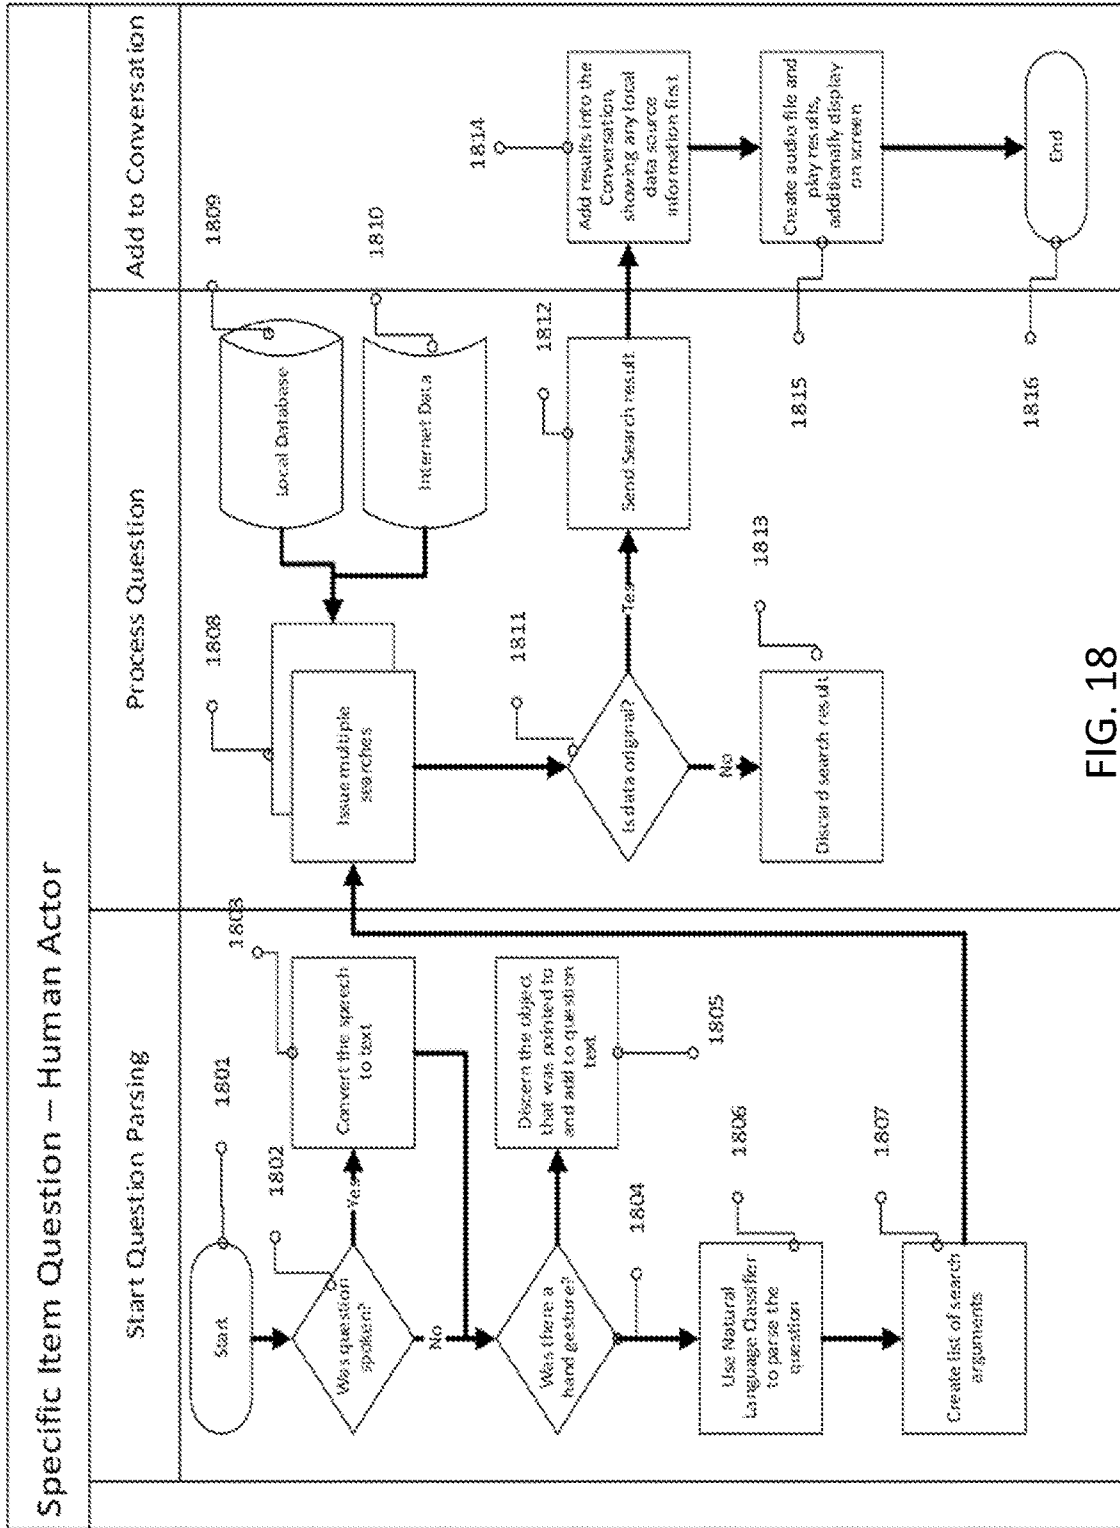 Specific Item Question – Human Actor
Start Question Parsing
Process Question
Add to Conversation
Start
1801
Was question
spoken?
1802
Yes
No
Convert the speech
to text
1803
Was there a
hand gesture?
1804
Discern the object
that was pointed to
and add to question
text
1805
Use Natural
Language Classifier
to parse the
question
1806
Create list of search
arguments
1807
Issue multiple
searches
1808
Local Database
1809
Internet Data
1810
Is data original?
1811
Yes
No
Send Search result
1812
Discard search result
1813
Add results into the
Conversation,
showing any local
data source
information first
1814
Create audio file and
play results,
additionally display
on screen
1815
End
1816
FIG. 18